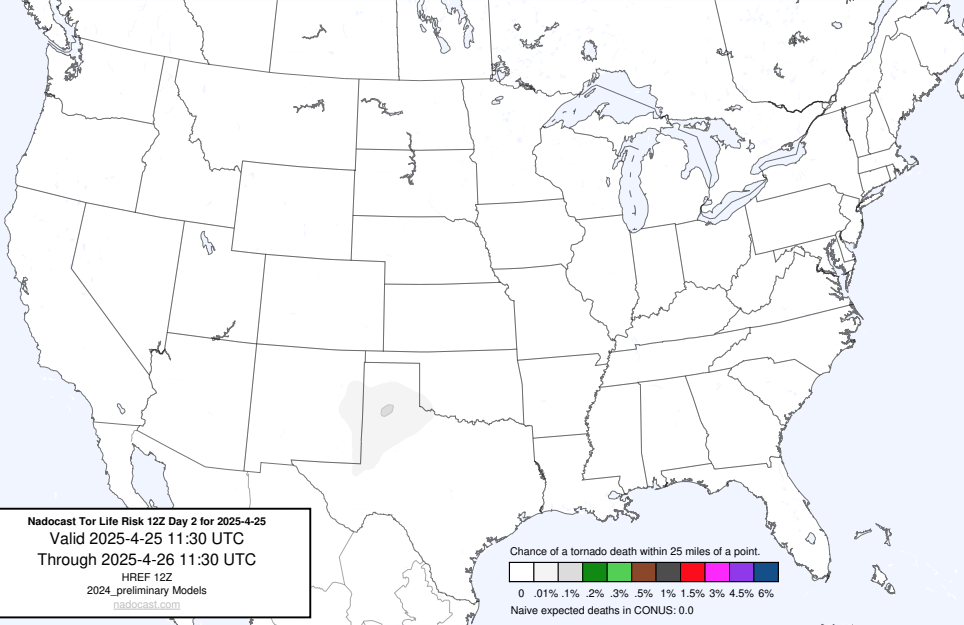 Nadocast Tor Life Risk 12Z Day 2 for 2025-4-25
Valid 2025-4-25 11:30 UTC
Through 2025-4-26 11:30 UTC
HREF 12Z
2024_preliminary Models
nadocast.com
Chance of a tornado death within 25 miles of a point.
0 .01% .1% .2% .3% .5% 1% 1.5% 3% 4.5% 6%
Naive expected deaths in CONUS: 0.0